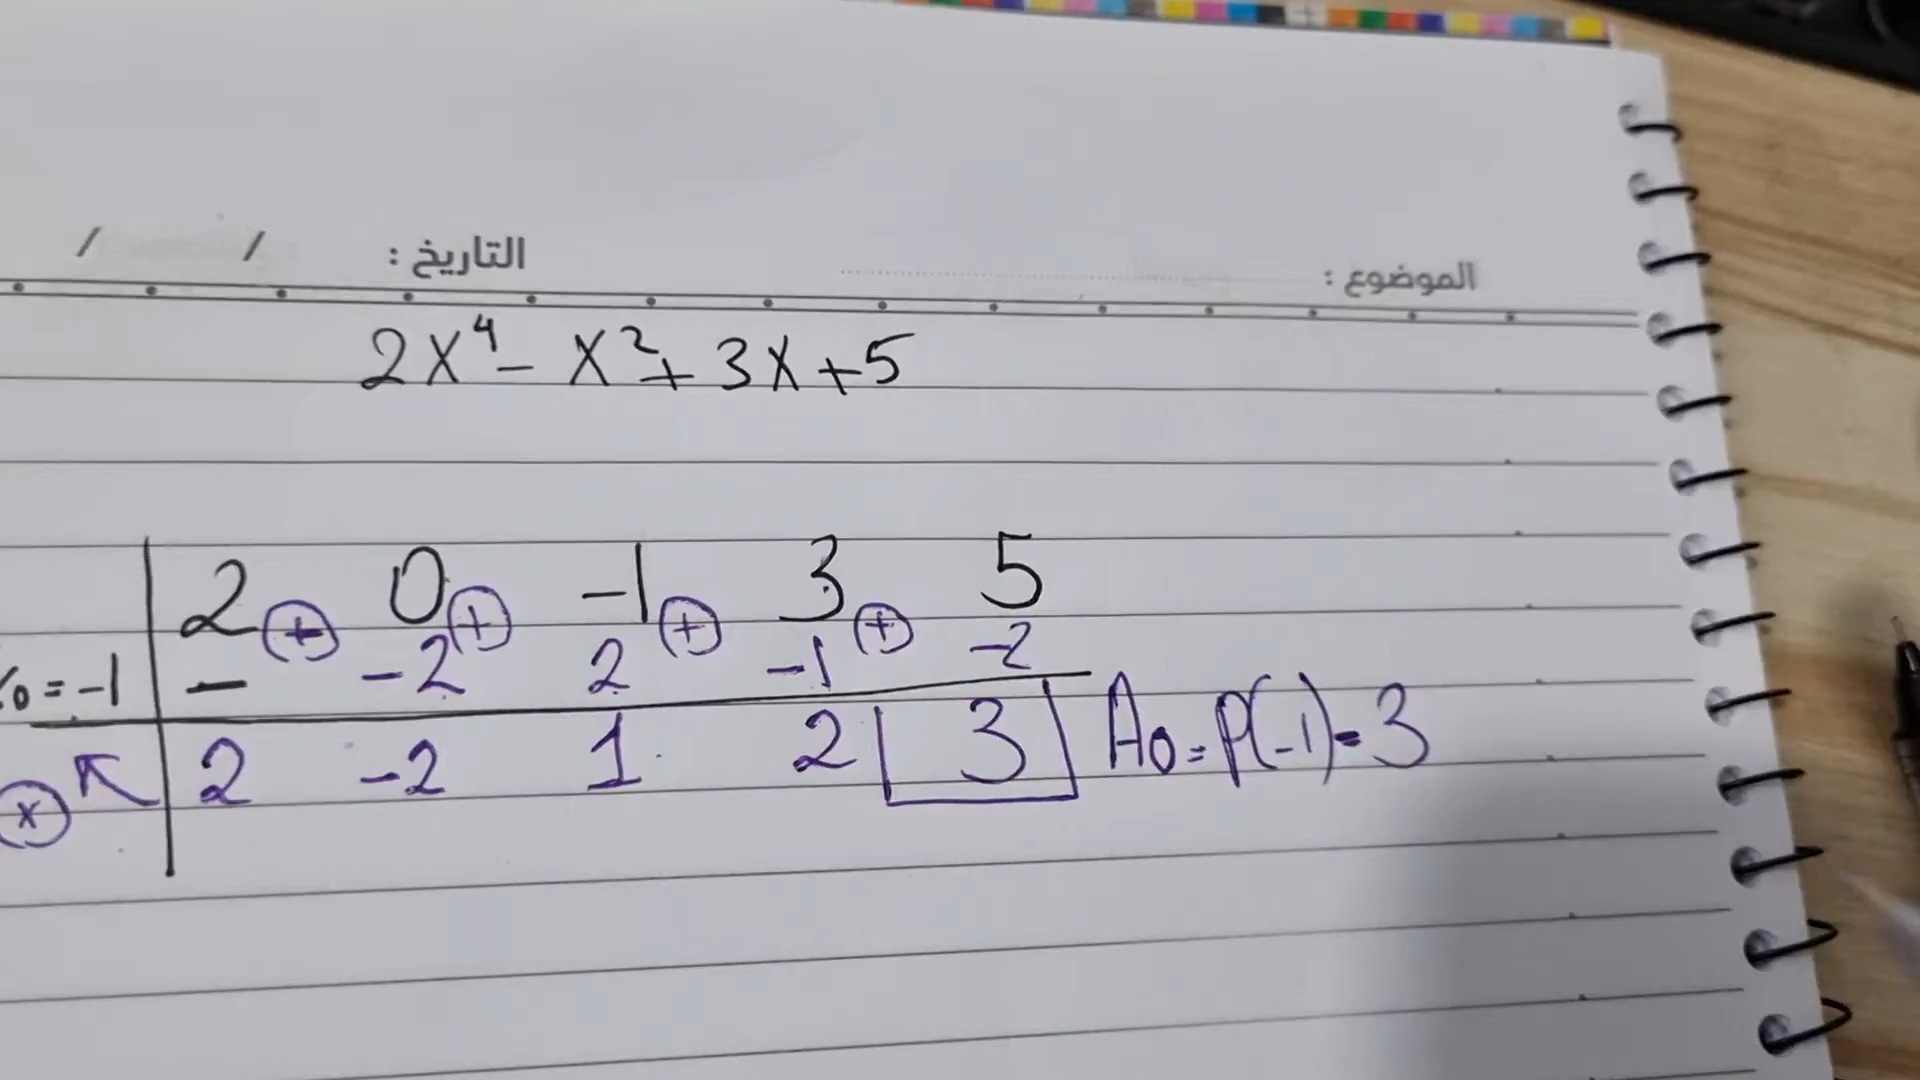 الموضوع : التاريخ : / /
2x⁴ - x² + 3x + 5
2 ⊕ 0 ⊕ -1 ⊕ 3 ⊕ 5
x₀ = -1 - -2 2 -1 -2
ⓧ ↖ 2 -2 1 2 3 A₀ = P(-1) = 3